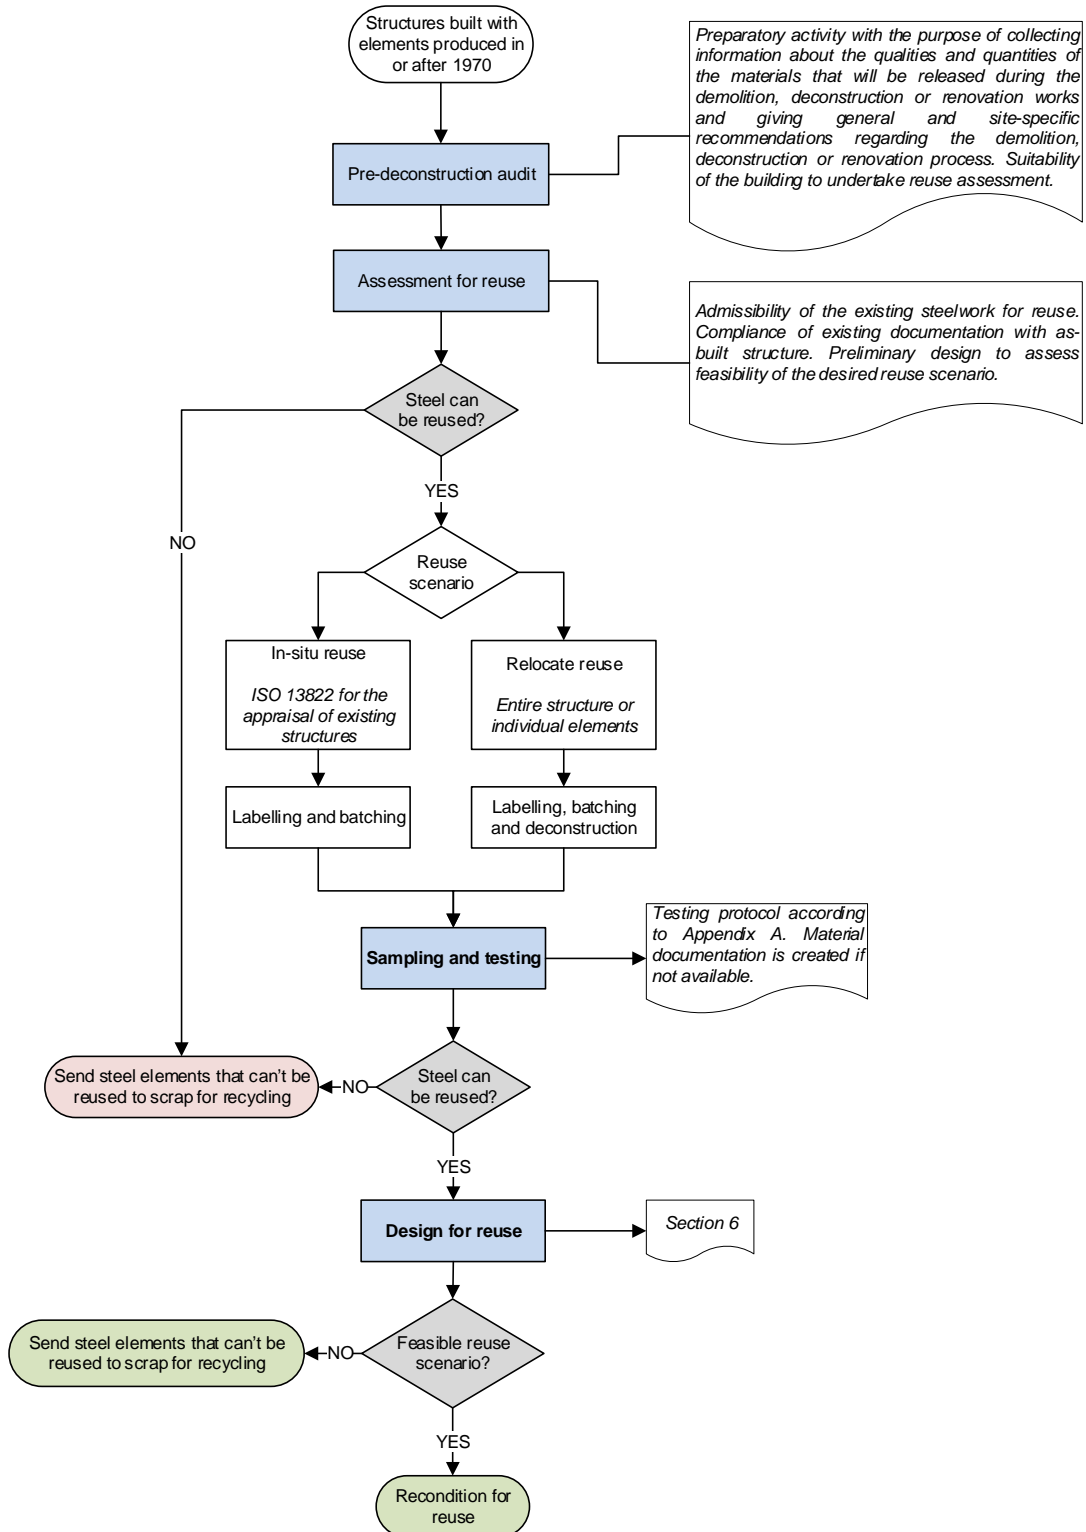 Structures built with
elements produced in
or after 1970
Preparatory activity with the purpose of collecting
information about the qualities and quantities of
the materials that will be released during the
demolition, deconstruction or renovation works
and giving general and site-specific
recommendations regarding the demolition,
deconstruction or renovation process. Suitability
of the building to undertake reuse assessment.
Pre-deconstruction audit
Assessment for reuse
Admissibility of the existing steelwork for reuse.
Compliance of existing documentation with as-
built structure. Preliminary design to assess
feasibility of the desired reuse scenario.
Steel can
be reused?
YES
NO
Reuse
scenario
In-situ reuse
ISO 13822 for the
appraisal of existing
structures
Relocate reuse
Entire structure or
individual elements
Labelling and batching
Labelling, batching
and deconstruction
Sampling and testing
Testing protocol according
to Appendix A. Material
documentation is created if
not available.
Steel can
be reused?
NO
Send steel elements that can't be
reused to scrap for recycling
YES
Design for reuse
Section 6
Feasible reuse
scenario?
NO
Send steel elements that can't be
reused to scrap for recycling
YES
Recondition for
reuse